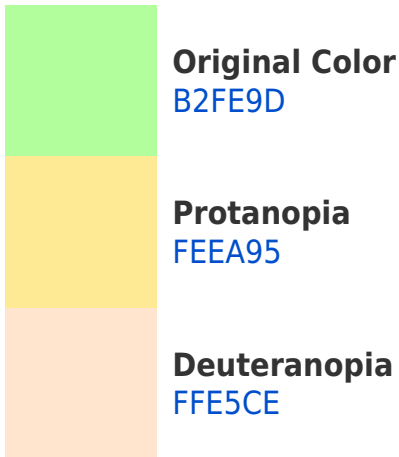 Original Color
B2FE9D
Protanopia
FEEA95
Deuteranopia
FFE5CE